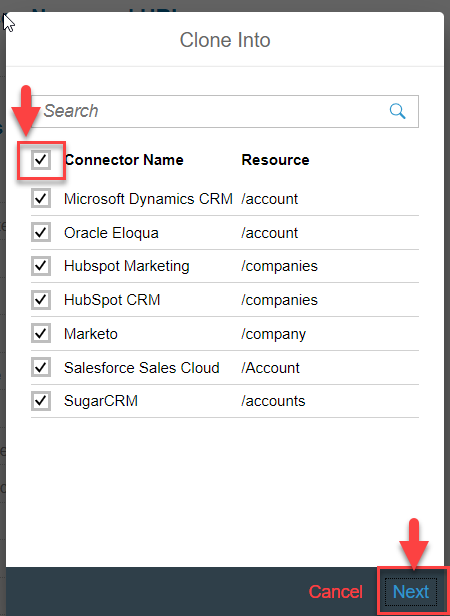 Clone Into
Search
Connector Name Resource
Microsoft Dynamics CRM /account
Oracle Eloqua /account
Hubspot Marketing /companies
HubSpot CRM /companies
Marketo /company
Salesforce Sales Cloud /Account
SugarCRM /accounts
Cancel Next